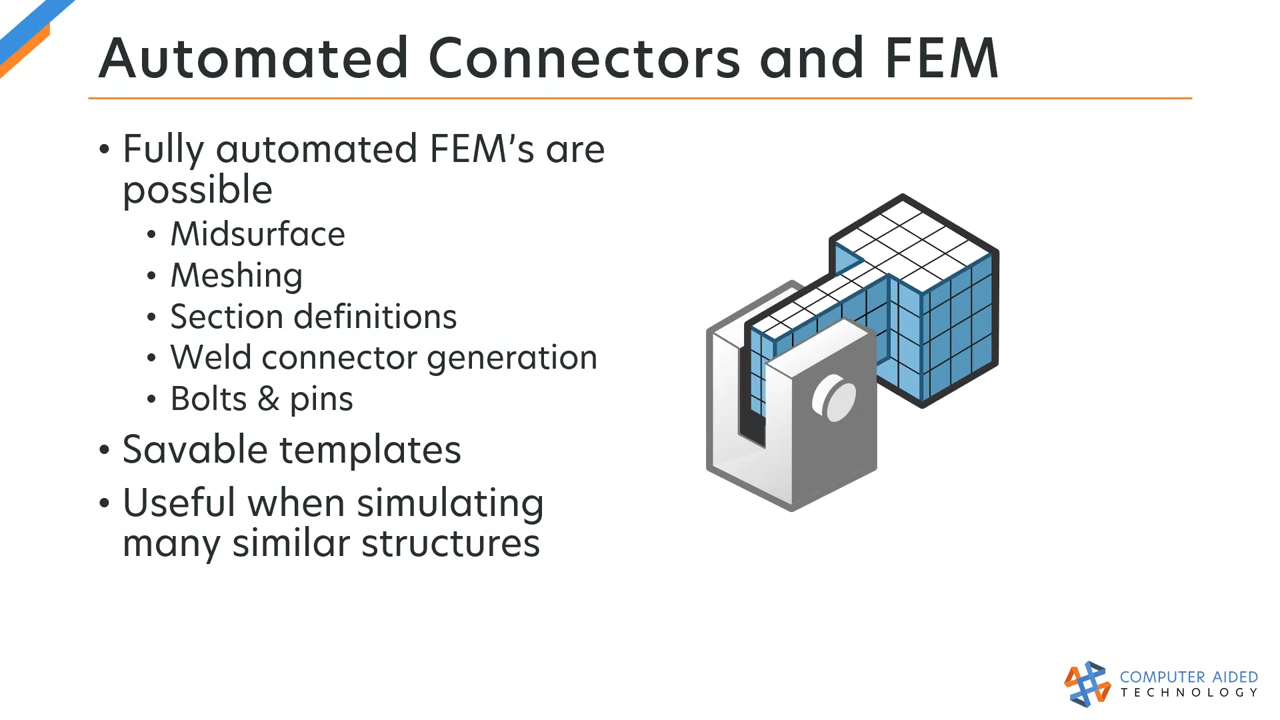 Automated Connectors and FEM
• Fully automated FEM’s are
possible
• Midsurface
• Meshing
• Section definitions
• Weld connector generation
• Bolts & pins
• Savable templates
• Useful when simulating
many similar structures
COMPUTER AIDED
TECHNOLOGY